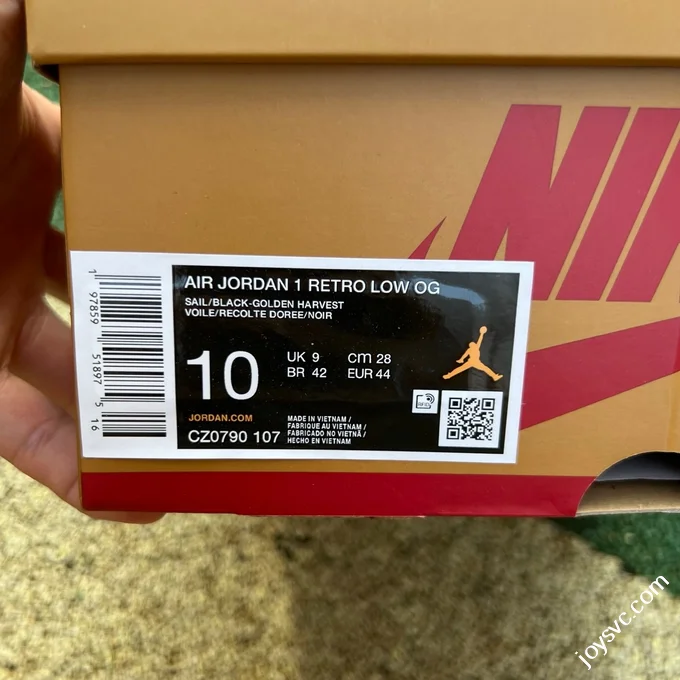 NIK
AIR JORDAN 1 RETRO LOW OG
SAIL/BLACK-GOLDEN HARVEST
VOILE/RECOLTE DOREE/NOIR
10
UK 9 cm 28
BR 42 EUR 44
JORDAN.COM
CZ0790 107
MADE IN VIETNAM /
FABRIQUE AU VIETNAM /
FABRICADO NO VIETNÃ /
HECHO EN VIETNAM
RFID
1 97859 51897 5 16
joysvc.com